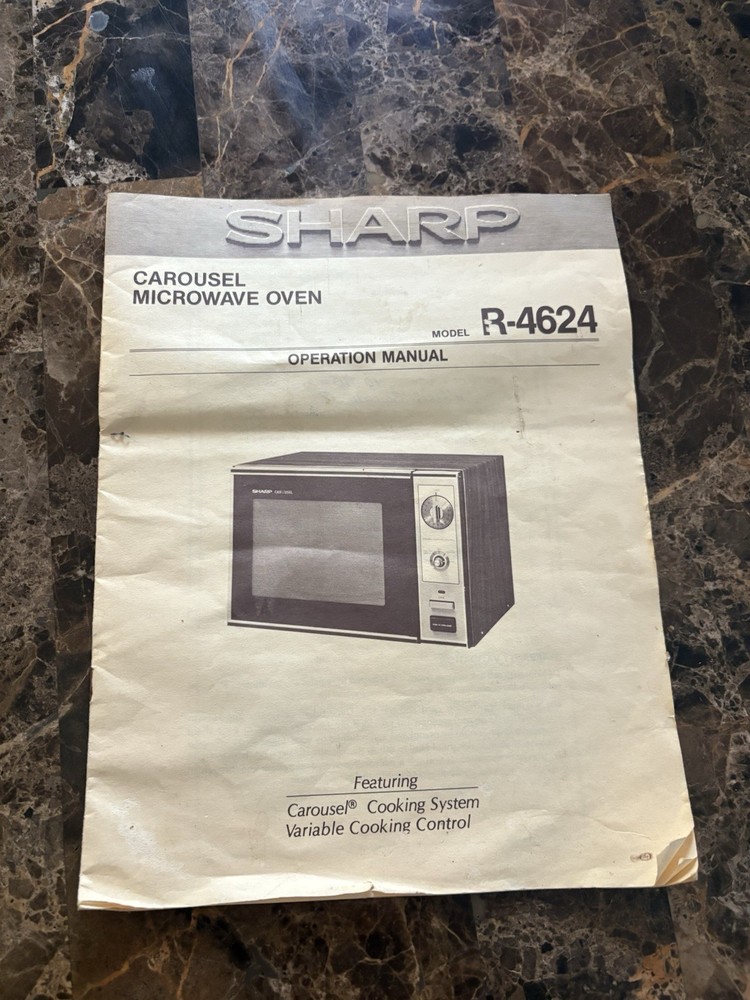 SHARP
CAROUSEL
MICROWAVE OVEN
MODEL R-4624
OPERATION MANUAL
SHARP
Featuring
Carousel® Cooking System
Variable Cooking Control